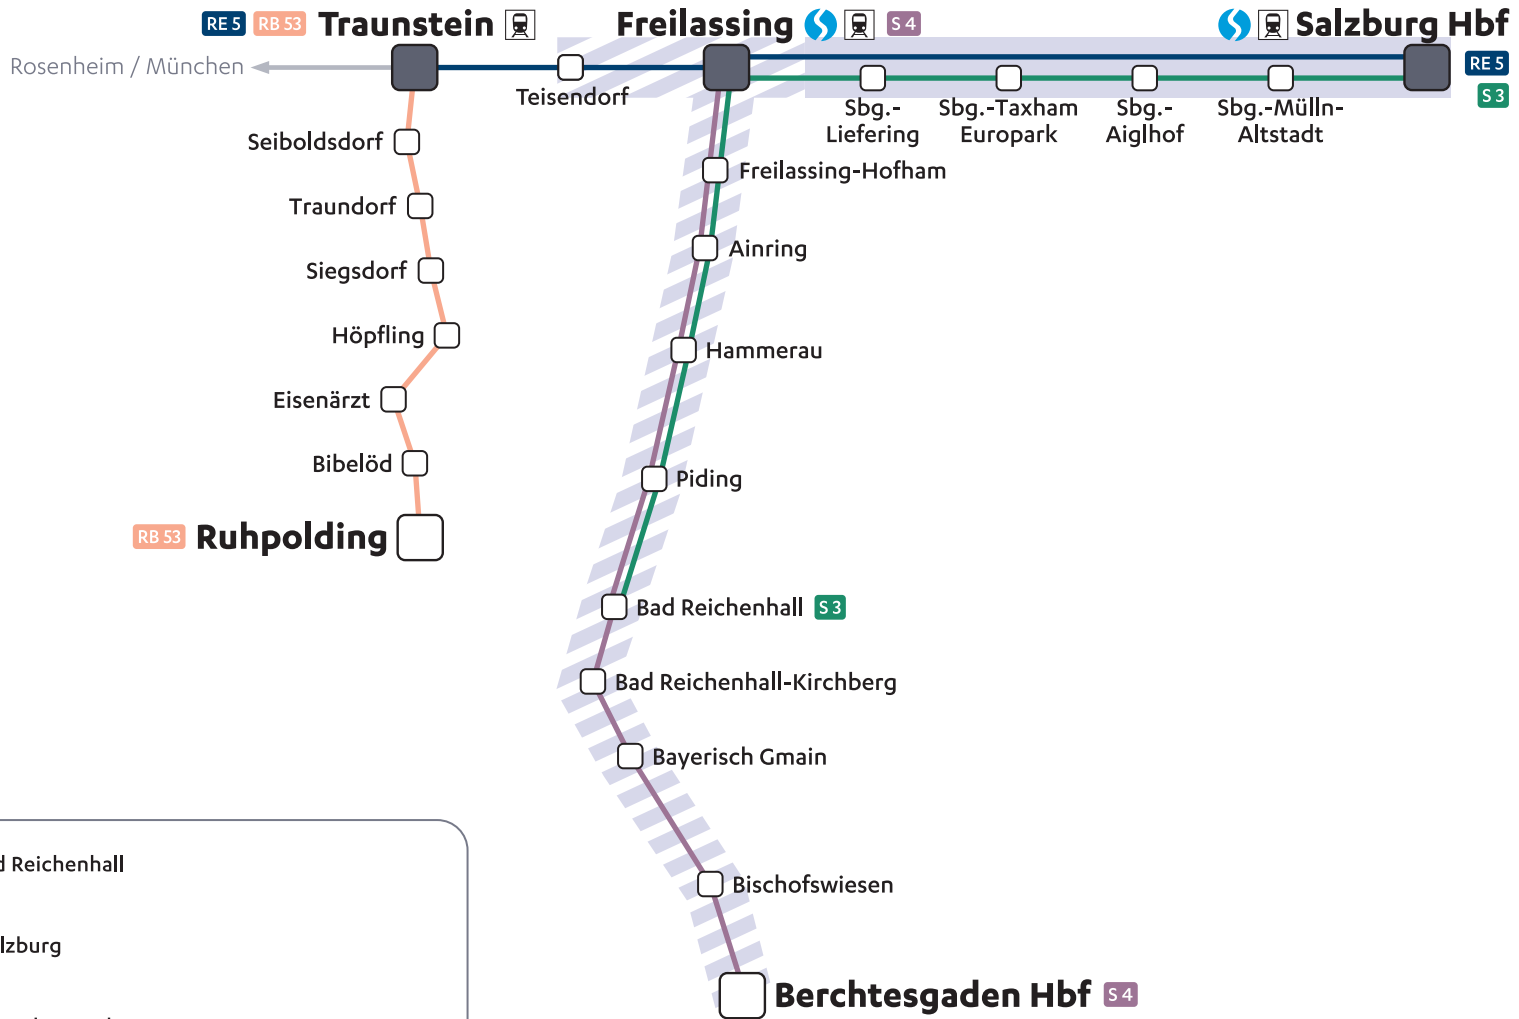 RE 5 RB 53 Traunstein
Freilassing S 4
Salzburg Hbf
Rosenheim / München
RE 5
S 3
Teisendorf
Sbg.-
Liefering
Sbg.-Taxham
Europark
Sbg.-
Aiglhof
Sbg.-Mülln-
Altstadt
Seiboldsdorf
Traundorf
Siegsdorf
Höpfling
Eisenärzt
Bibelöd
RB 53 Ruhpolding
Freilassing-Hofham
Ainring
Hammerau
Piding
Bad Reichenhall S 3
Bad Reichenhall-Kirchberg
Bayerisch Gmain
Bischofswiesen
Berchtesgaden Hbf S 4
d Reichenhall
lzburg